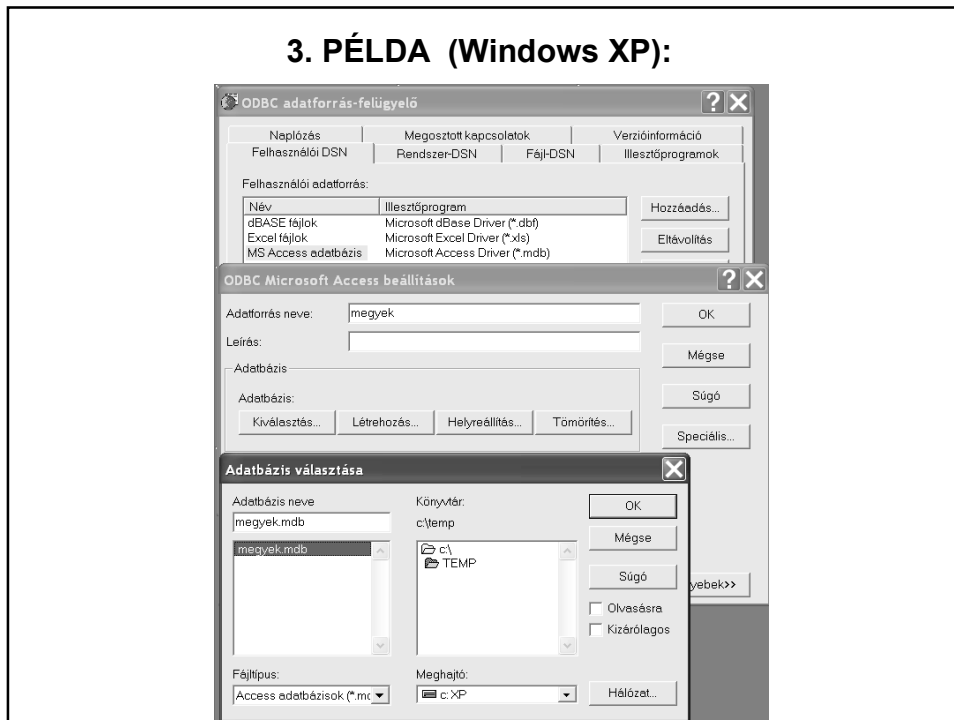 3. PÉLDA (Windows XP):
ODBC adatforrás-felügyelő
Naplózás Megosztott kapcsolatok Verzióinformáció
Felhasználói DSN Rendszer-DSN Fájl-DSN Illesztőprogramok
Felhasználói adatforrás:
Név Illesztőprogram
dBASE fájlok Microsoft dBase Driver (*.dbf)
Excel fájlok Microsoft Excel Driver (*.xls)
MS Access adatbázis Microsoft Access Driver (*.mdb)
Hozzáadás...
Eltávolítás
ODBC Microsoft Access beállítások
Adatforrás neve: megyek
Leírás:
Adatbázis
Adatbázis:
Kiválasztás... Létrehozás... Helyreállítás... Tömörítés...
OK
Mégse
Súgó
Speciális...
yebek>>
Adatbázis választása
Adatbázis neve
megyek.mdb
megyek.mdb
Könyvtár:
c:\temp
c:\
TEMP
OK
Mégse
Súgó
Olvasásra
Kizárólagos
Fájltípus:
Access adatbázisok (*.mc
Meghajtó:
c: XP
Hálózat...